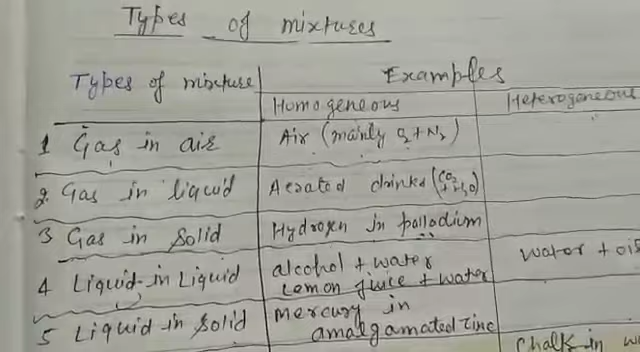 Types of mixtures
Types of mixture Examples
Homogeneous Heterogeneous
1 Gas in air Air (mainly O₂ + N₂)
2. Gas in liquid Aerated drinks (CO₂ + H₂O)
3 Gas in solid Hydrogen in palladium
4 Liquid in Liquid alcohol + water water + oi
Lemon juice + water
5 Liquid in solid Mercury in
amalgamated zinc
Chalk in w